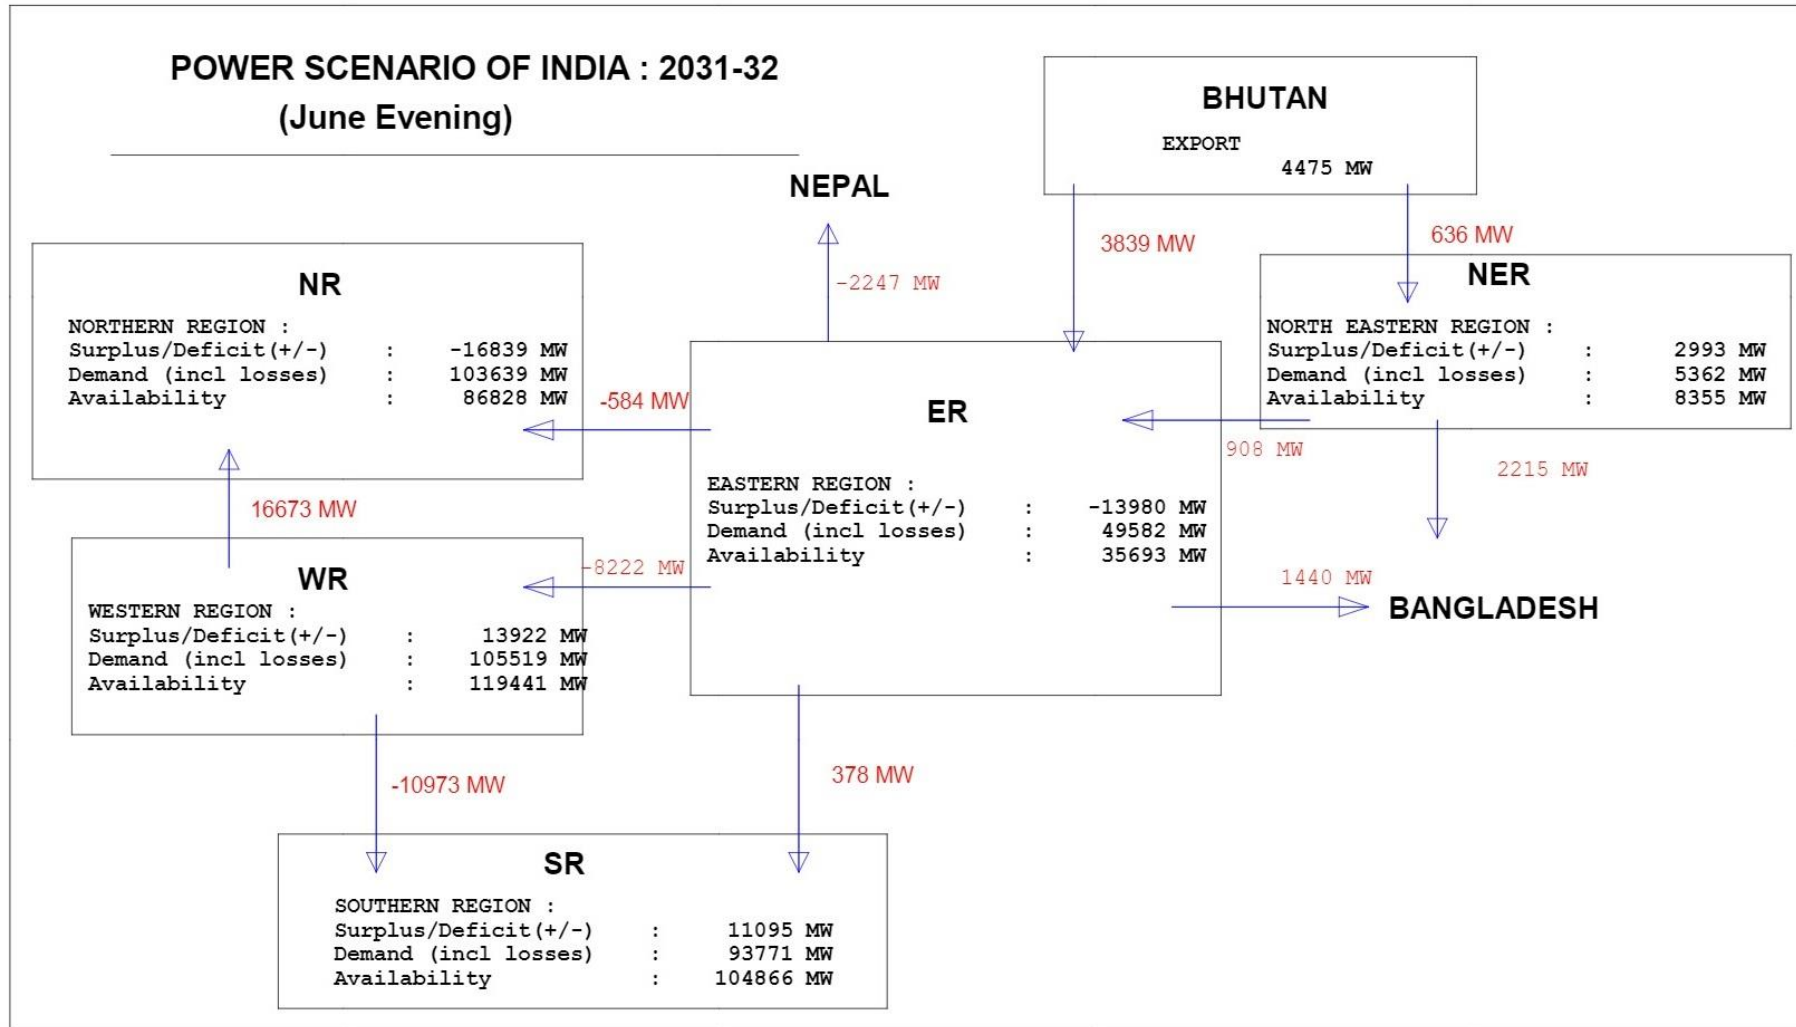 POWER SCENARIO OF INDIA : 2031-32
(June Evening)
BHUTAN
EXPORT
4475 MW
NEPAL
3839 MW
636 MW
-2247 MW
NR
NORTHERN REGION :
Surplus/Deficit(+/-) : -16839 MW
Demand (incl losses) : 103639 MW
Availability : 86828 MW
NER
NORTH EASTERN REGION :
Surplus/Deficit(+/-) : 2993 MW
Demand (incl losses) : 5362 MW
Availability : 8355 MW
-584 MW
ER
EASTERN REGION :
Surplus/Deficit(+/-) : -13980 MW
Demand (incl losses) : 49582 MW
Availability : 35693 MW
908 MW
2215 MW
16673 MW
-8222 MW
1440 MW
BANGLADESH
WR
WESTERN REGION :
Surplus/Deficit(+/-) : 13922 MW
Demand (incl losses) : 105519 MW
Availability : 119441 MW
-10973 MW
378 MW
SR
SOUTHERN REGION :
Surplus/Deficit(+/-) : 11095 MW
Demand (incl losses) : 93771 MW
Availability : 104866 MW